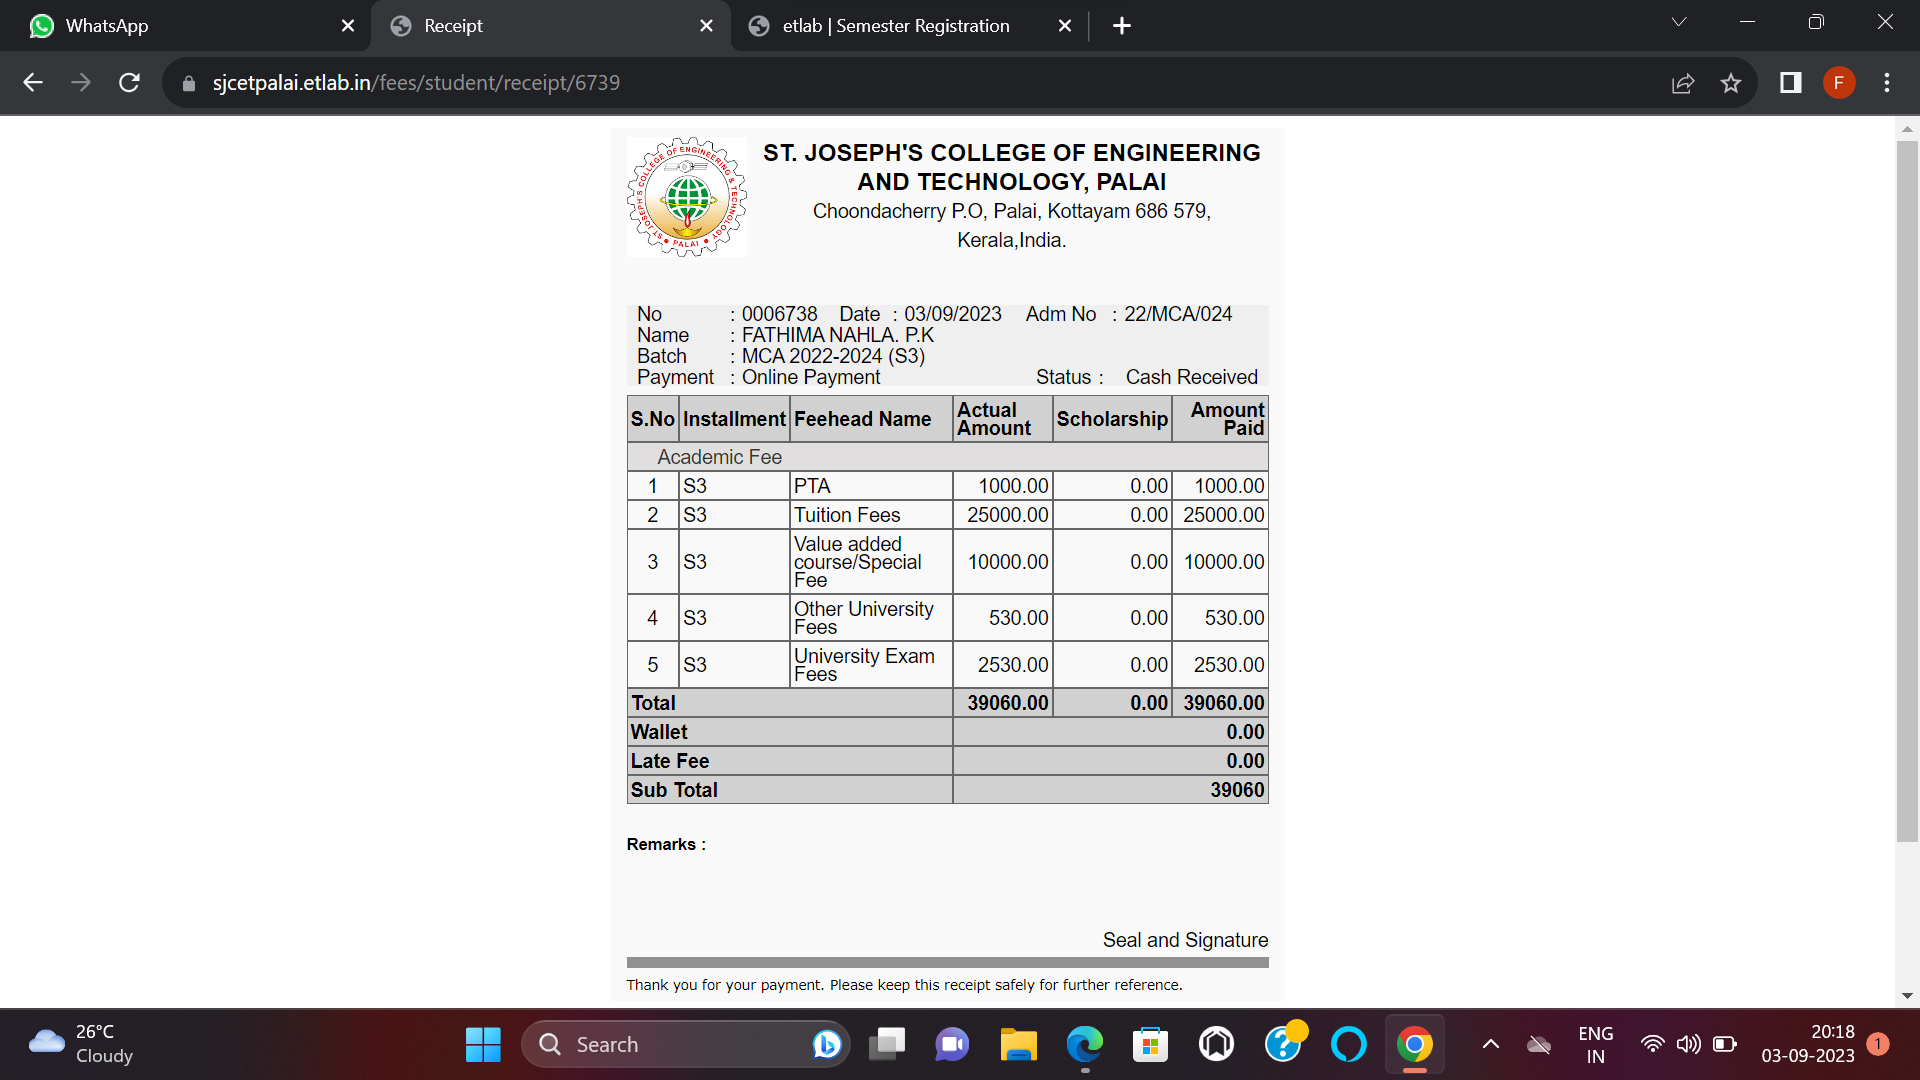 WhatsApp
Receipt
etlab | Semester Registration
sjcetpalai.etlab.in/fees/student/receipt/6739
F
ST. JOSEPH'S COLLEGE OF ENGINEERING & TECHNOLOGY
• PALAI •
ST. JOSEPH'S COLLEGE OF ENGINEERING
AND TECHNOLOGY, PALAI
Choondacherry P.O, Palai, Kottayam 686 579,
Kerala,India.
No : 0006738 Date : 03/09/2023 Adm No : 22/MCA/024
Name : FATHIMA NAHLA. P.K
Batch : MCA 2022-2024 (S3)
Payment : Online Payment Status : Cash Received
S.No Installment Feehead Name Actual Amount Scholarship Amount Paid
Academic Fee
1 S3 PTA 1000.00 0.00 1000.00
2 S3 Tuition Fees 25000.00 0.00 25000.00
3 S3 Value added course/Special Fee 10000.00 0.00 10000.00
4 S3 Other University Fees 530.00 0.00 530.00
5 S3 University Exam Fees 2530.00 0.00 2530.00
Total 39060.00 0.00 39060.00
Wallet 0.00
Late Fee 0.00
Sub Total 39060
Remarks :
Seal and Signature
Thank you for your payment. Please keep this receipt safely for further reference.
26°C
Cloudy
Search
ENG
IN
20:18
03-09-2023
1